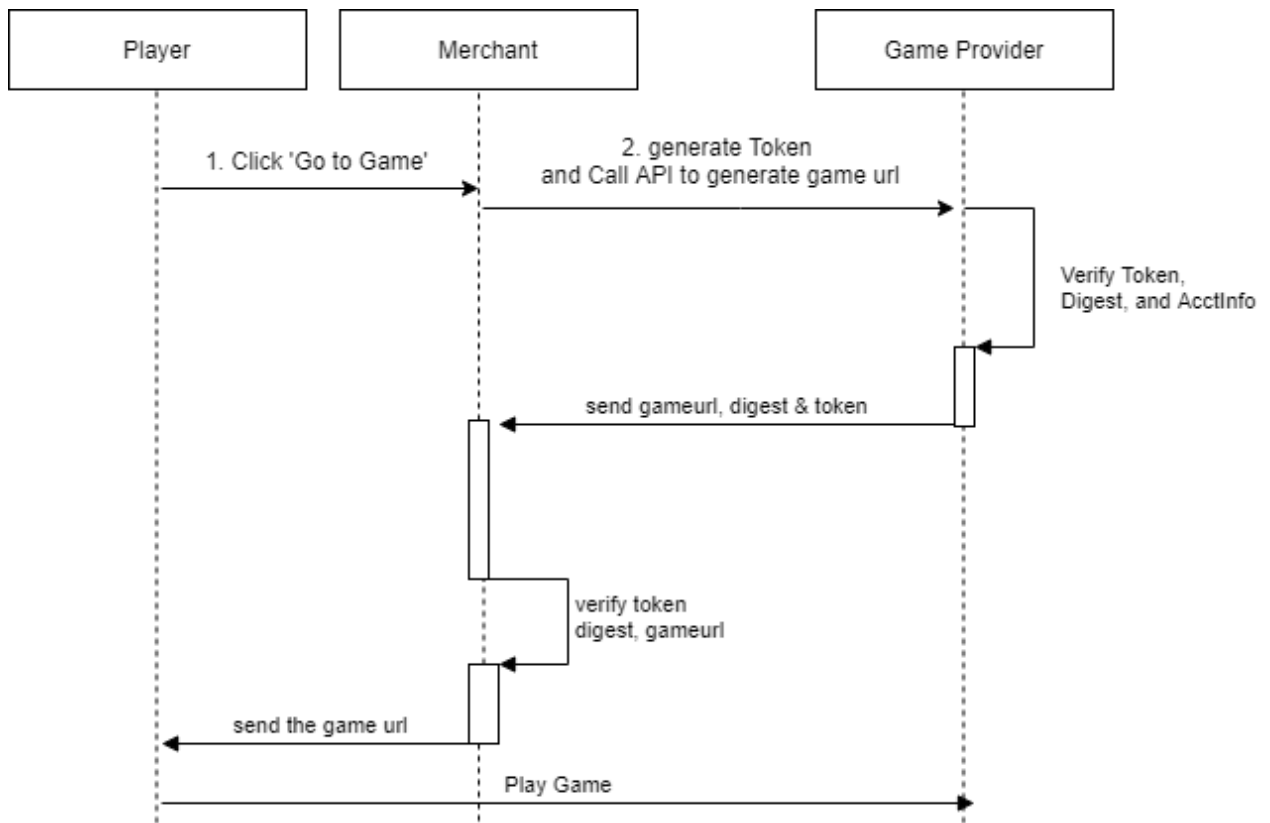 Player
Merchant
Game Provider
1. Click 'Go to Game'
2. generate Token
and Call API to generate game url
Verify Token,
Digest, and AcctInfo
send gameurl, digest & token
verify token
digest, gameurl
send the game url
Play Game